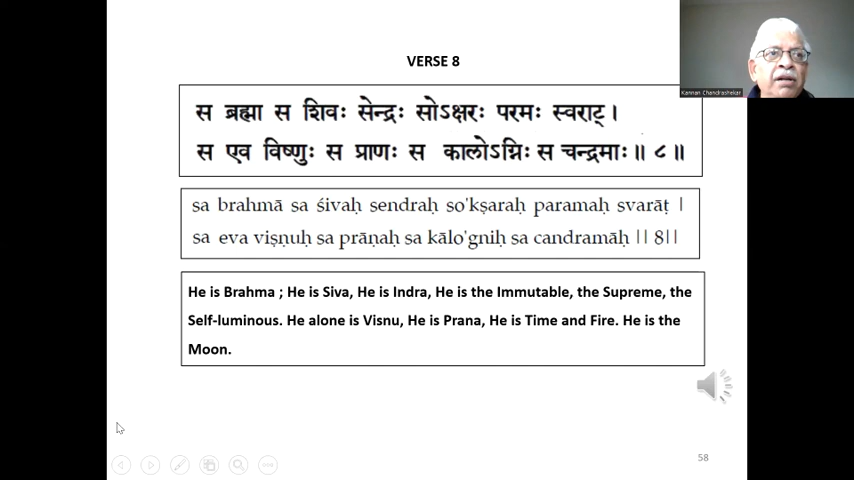 VERSE 8
Kannan Chandrashekar
स ब्रह्मा स शिवः सेन्द्रः सोऽक्षरः परमः स्वराट् ।
स एव विष्णुः स प्राणः स कालोऽग्निः स चन्द्रमाः ॥ ८ ॥
sa brahmā sa śivaḥ sendraḥ so'kṣaraḥ paramaḥ svarāṭ |
sa eva viṣṇuḥ sa prāṇaḥ sa kālo'gniḥ sa candramāḥ || 8||
He is Brahma ; He is Siva, He is Indra, He is the Immutable, the Supreme, the
Self-luminous. He alone is Visnu, He is Prana, He is Time and Fire. He is the
Moon.
58